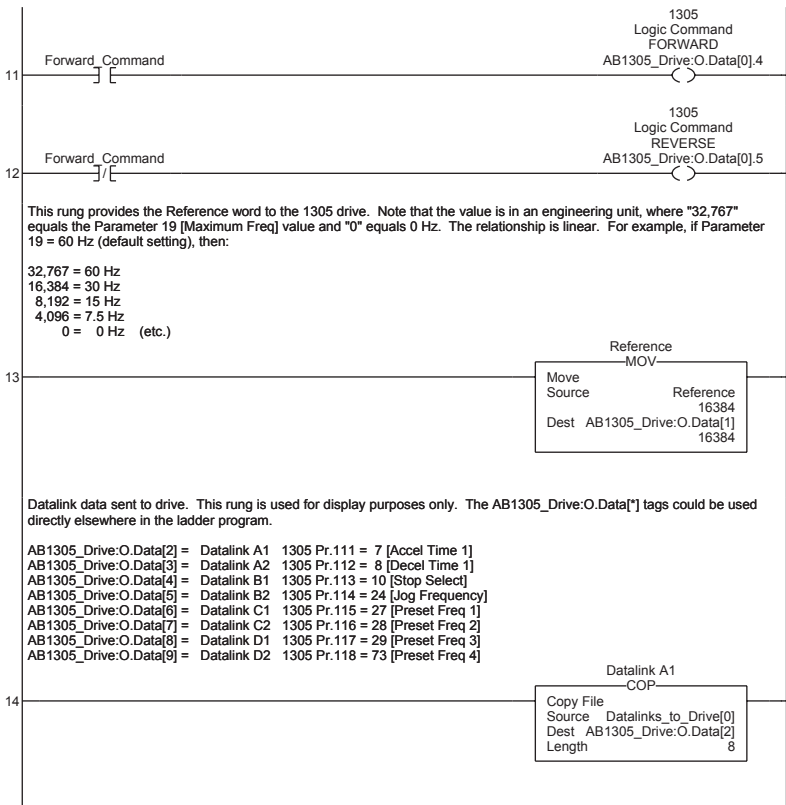 1305
Logic Command
FORWARD
Forward_Command AB1305_Drive:O.Data[0].4
11
1305
Logic Command
REVERSE
Forward_Command AB1305_Drive:O.Data[0].5
12
This rung provides the Reference word to the 1305 drive.  Note that the value is in an engineering unit, where "32,767"
equals the Parameter 19 [Maximum Freq] value and "0" equals 0 Hz.  The relationship is linear.  For example, if Parameter
19 = 60 Hz (default setting), then:
32,767 = 60 Hz
16,384 = 30 Hz
8,192 = 15 Hz
4,096 = 7.5 Hz
0 =   0 Hz   (etc.)
Reference
MOV
13
Move
Source Reference
16384
Dest AB1305_Drive:O.Data[1]
16384
Datalink data sent to drive.  This rung is used for display purposes only.  The AB1305_Drive:O.Data[*] tags could be used
directly elsewhere in the ladder program.
AB1305_Drive:O.Data[2] =   Datalink A1   1305 Pr.111 =  7 [Accel Time 1]
AB1305_Drive:O.Data[3] =   Datalink A2   1305 Pr.112 =  8 [Decel Time 1]
AB1305_Drive:O.Data[4] =   Datalink B1   1305 Pr.113 = 10 [Stop Select]
AB1305_Drive:O.Data[5] =   Datalink B2   1305 Pr.114 = 24 [Jog Frequency]
AB1305_Drive:O.Data[6] =   Datalink C1   1305 Pr.115 = 27 [Preset Freq 1]
AB1305_Drive:O.Data[7] =   Datalink C2   1305 Pr.116 = 28 [Preset Freq 2]
AB1305_Drive:O.Data[8] =   Datalink D1   1305 Pr.117 = 29 [Preset Freq 3]
AB1305_Drive:O.Data[9] =   Datalink D2   1305 Pr.118 = 73 [Preset Freq 4]
Datalink A1
COP
14
Copy File
Source Datalinks_to_Drive[0]
Dest AB1305_Drive:O.Data[2]
Length 8